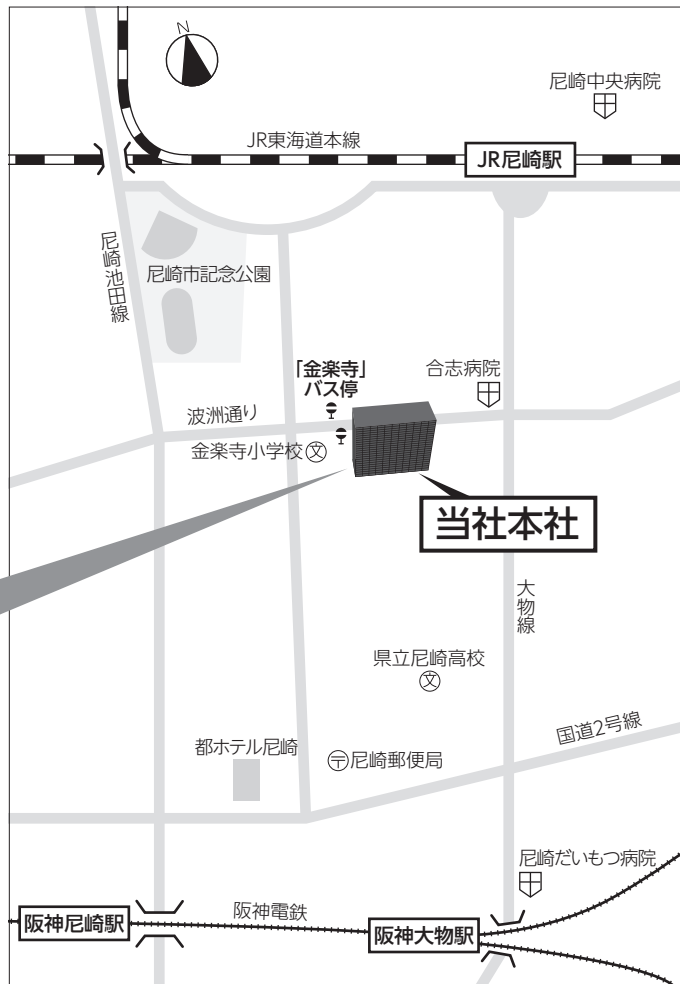 N
尼崎中央病院
JR東海道本線
JR尼崎駅
尼崎池田線
尼崎市記念公園
「金楽寺」
バス停
合志病院
波洲通り
金楽寺小学校 文
当社本社
大物線
県立尼崎高校
文
国道2号線
都ホテル尼崎
〒尼崎郵便局
尼崎だいもつ病院
阪神尼崎駅
阪神電鉄
阪神大物駅